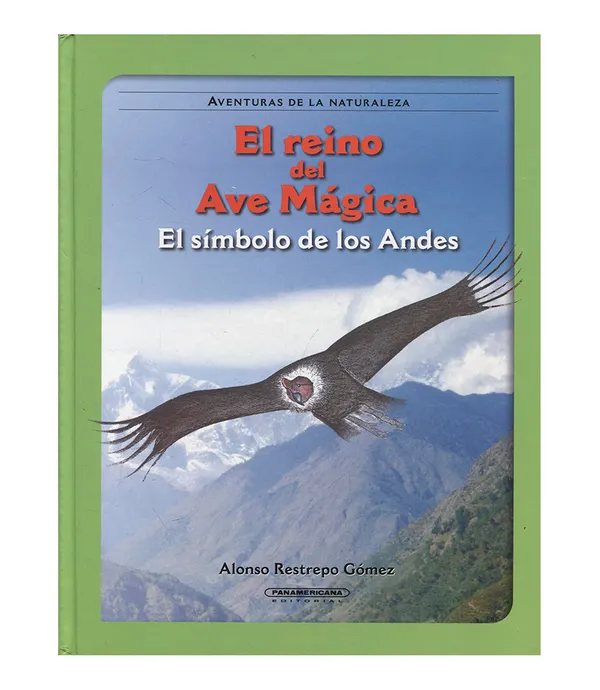 AVENTURAS DE LA NATURALEZA
El reino
del
Ave Mágica
El símbolo de los Andes
Alonso Restrepo Gómez
PANAMERICANA
EDITORIAL